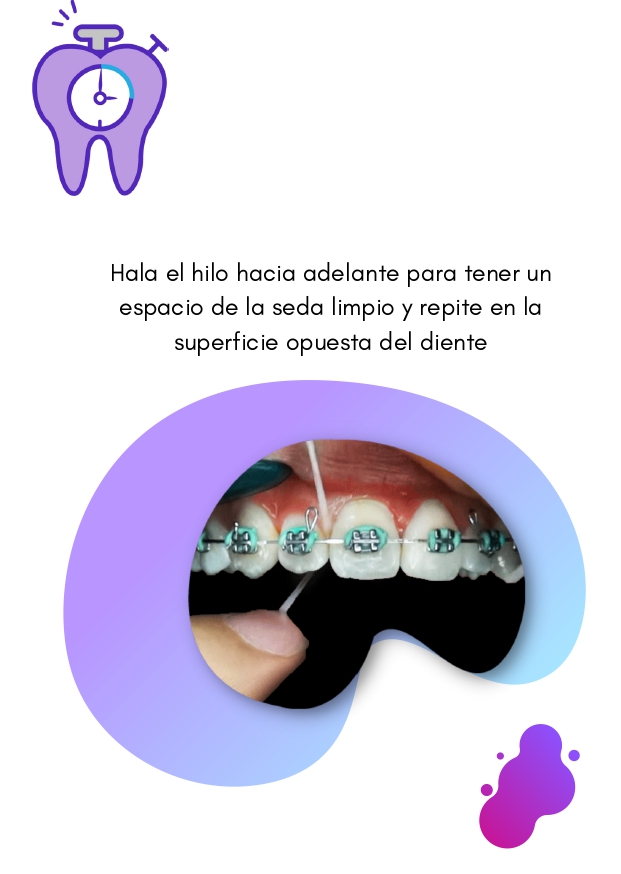 Hala el hilo hacia adelante para tener un
espacio de la seda limpio y repite en la
superficie opuesta del diente